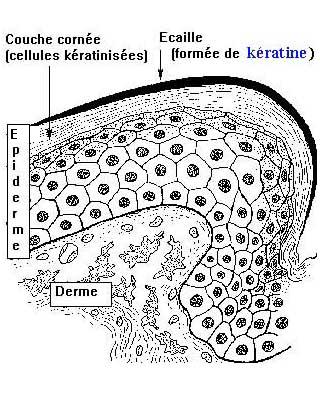 Couche cornée
(cellules kératinisées)
Ecaille
(formée de kératine)
Epiderme
Derme